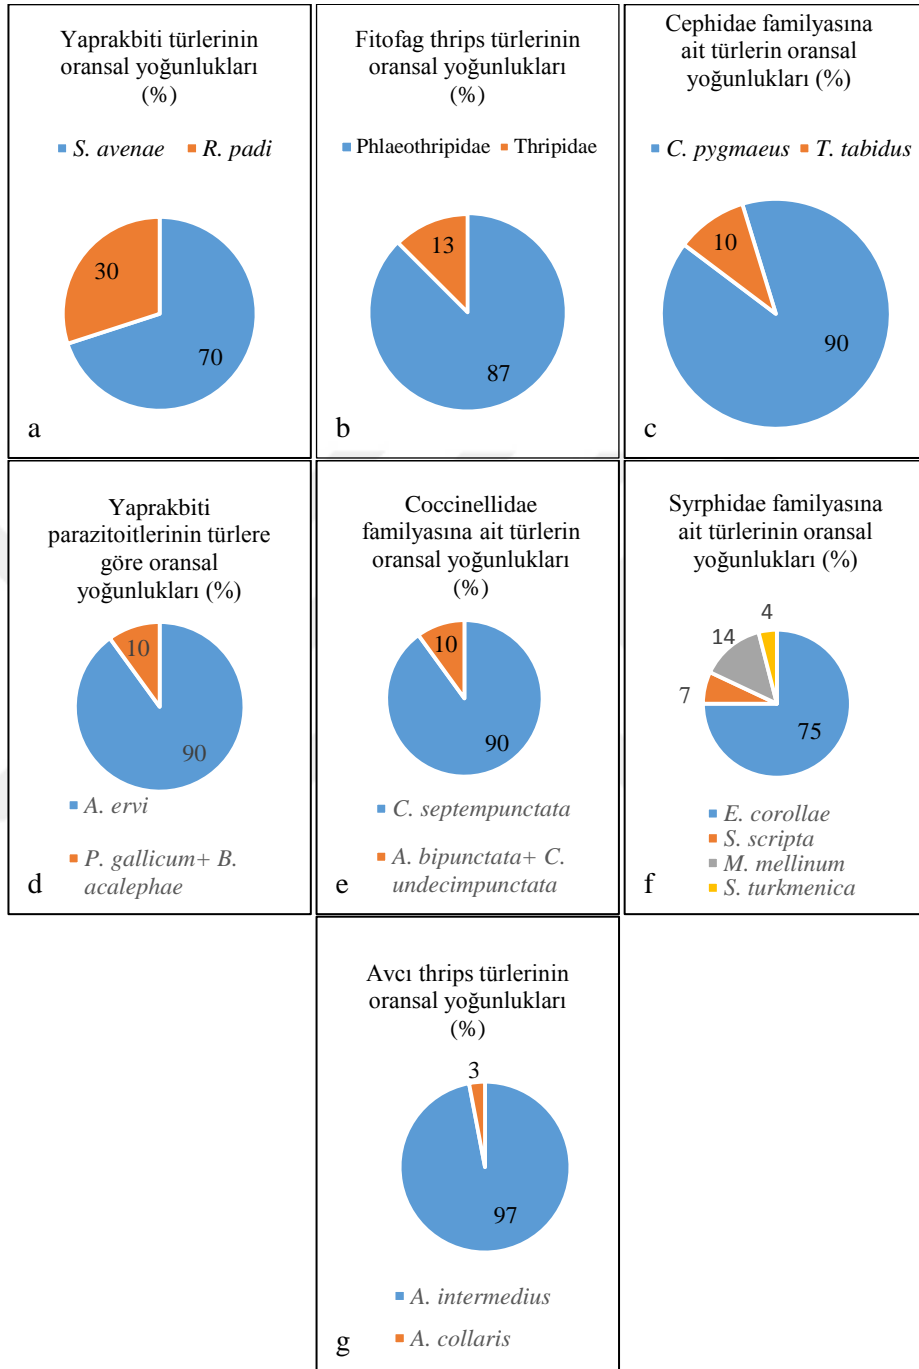 Yaprakbiti türlerinin
oransal yoğunlukları
(%)
S. avenae R. padi
30
70
a
Fitofag thrips türlerinin
oransal yoğunlukları
(%)
Phlaeothripidae Thripidae
13
87
b
Cephidae familyasına
ait türlerin oransal
yoğunlukları (%)
C. pygmaeus T. tabidus
10
90
c
Yaprakbiti
parazitoitlerinin türlere
göre oransal
yoğunlukları (%)
10
90
A. ervi
P. gallicum+ B.
acalephae
d
Coccinellidae
familyasına ait türlerin
oransal yoğunlukları
(%)
10
90
C. septempunctata
A. bipunctata+ C.
undecimpunctata
e
Syrphidae familyasına
ait türlerinin oransal
yoğunlukları (%)
4
14
7
75
E. corollae
S. scripta
M. mellinum
S. turkmenica
f
Avcı thrips türlerinin
oransal yoğunlukları
(%)
3
97
A. intermedius
A. collaris
g